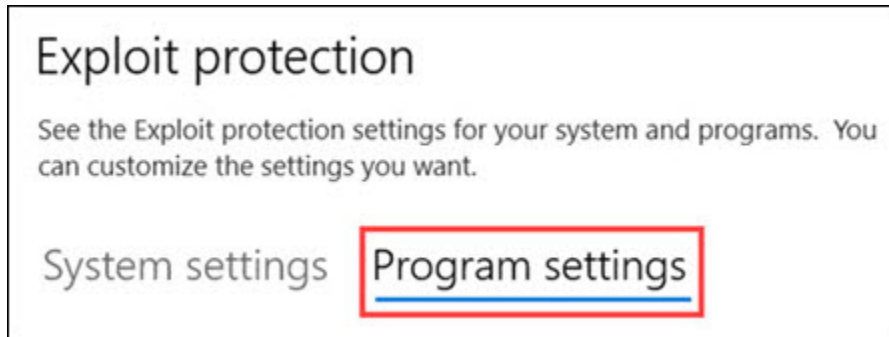 Exploit protection
See the Exploit protection settings for your system and programs.  You
can customize the settings you want.
System settings Program settings